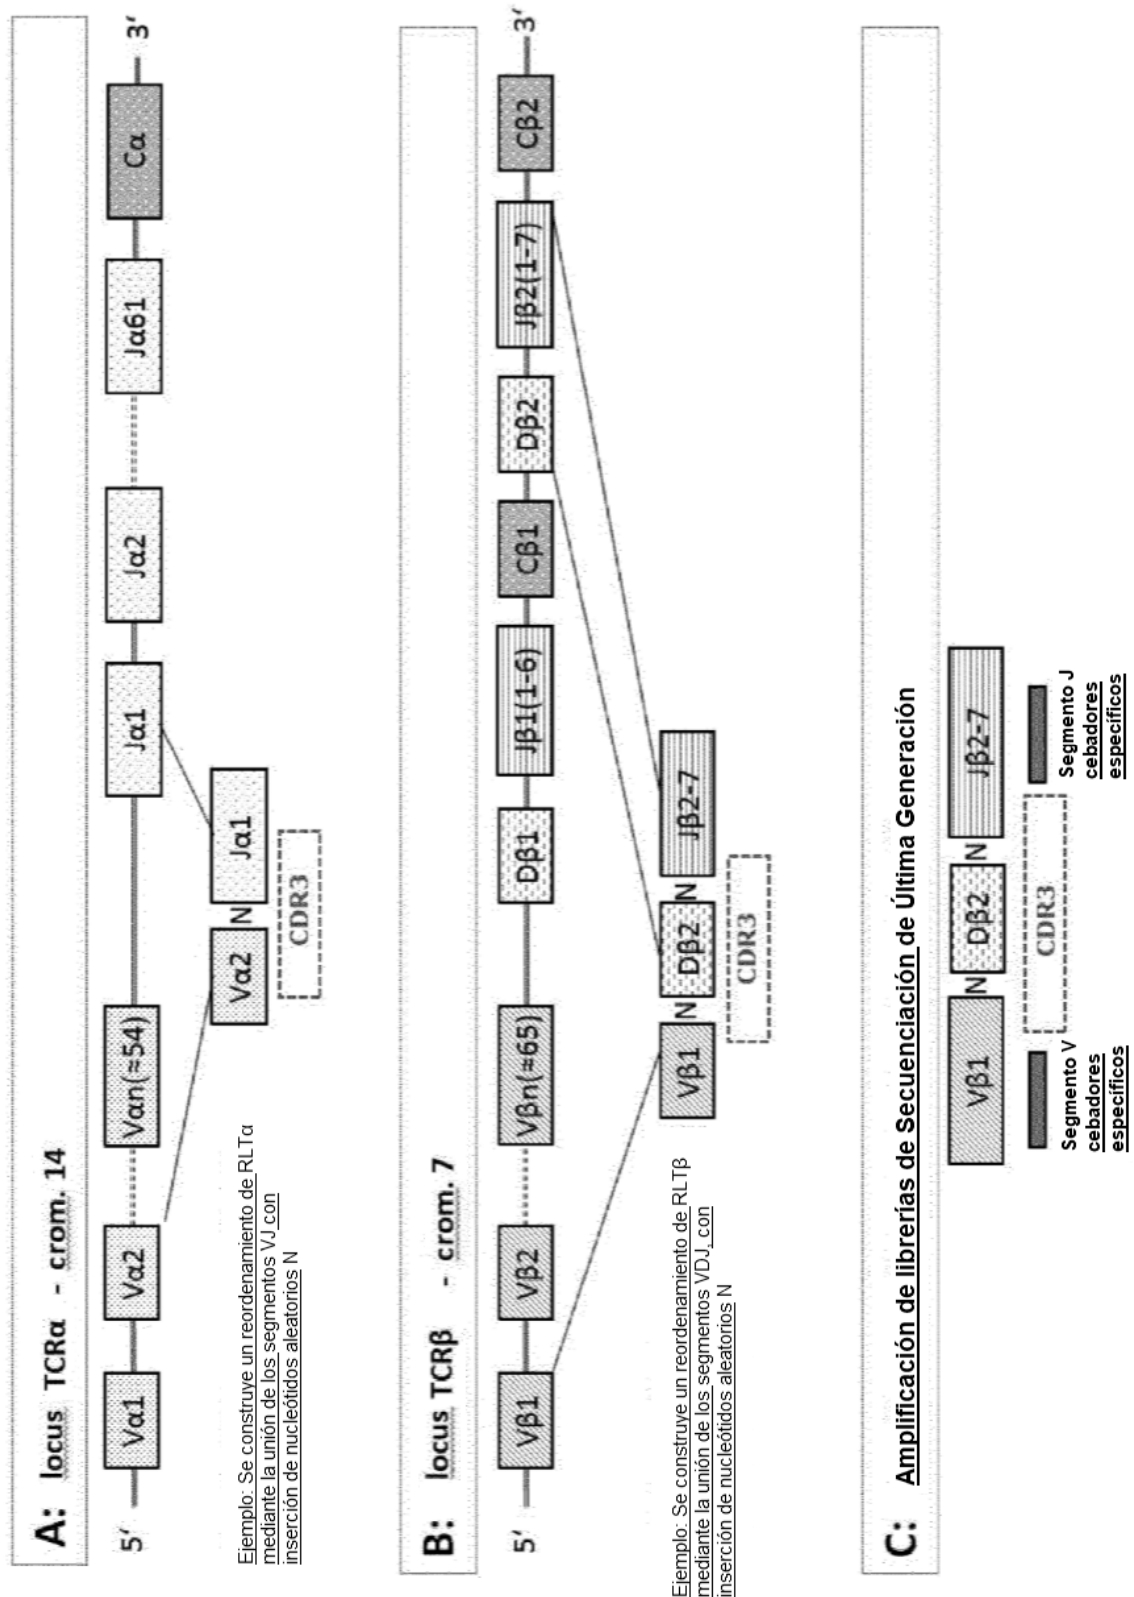 A: locus TCRα - crom. 14
5′
Vα1
Vα2
Vαn(≈54)
Jα1
Jα2
Jα61
Cα
3′
Vα2
N
Jα1
CDR3
Ejemplo: Se construye un reordenamiento de RLTα
mediante la unión de los segmentos VJ con
inserción de nucleótidos aleatorios N
B: locus TCRβ - crom. 7
5′
Vβ1
Vβ2
Vβn(≈65)
Dβ1
Jβ1(1-6)
Cβ1
Dβ2
Jβ2(1-7)
Cβ2
3′
Vβ1
N
Dβ2
N
Jβ2-7
CDR3
Ejemplo: Se construye un reordenamiento de RLTβ
mediante la unión de los segmentos VDJ, con
inserción de nucleótidos aleatorios N
C: Amplificación de librerías de Secuenciación de Última Generación
Vβ1
N
Dβ2
N
Jβ2-7
CDR3
Segmento V
cebadores
específicos
Segmento J
cebadores
específicos